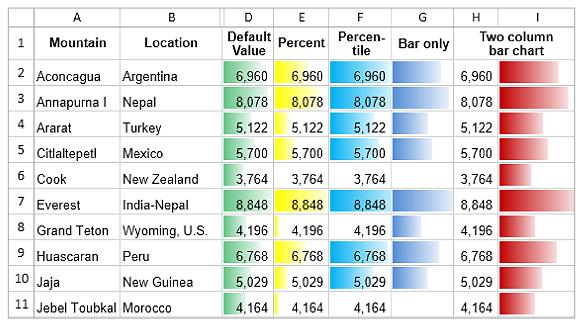 A B D E F G H I
1 Mountain Location Default Value Percent Percen- tile Bar only Two column bar chart
2 Aconcagua Argentina 6,960 6,960 6,960 6,960
3 Annapurna I Nepal 8,078 8,078 8,078 8,078
4 Ararat Turkey 5,122 5,122 5,122 5,122
5 Citlaltepetl Mexico 5,700 5,700 5,700 5,700
6 Cook New Zealand 3,764 3,764 3,764 3,764
7 Everest India-Nepal 8,848 8,848 8,848 8,848
8 Grand Teton Wyoming, U.S. 4,196 4,196 4,196 4,196
9 Huascaran Peru 6,768 6,768 6,768 6,768
10 Jaja New Guinea 5,029 5,029 5,029 5,029
11 Jebel Toubkal Morocco 4,164 4,164 4,164 4,164